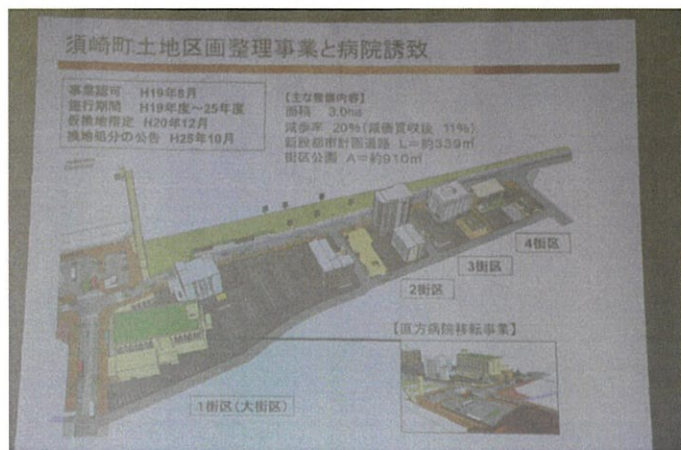 須崎町土地区画整理事業と病院誘致
事業認可 H19年8月
施行期間 H19年度～25年度
仮換地指定 H20年12月
換地処分の公告 H25年10月
【主な整備内容】
面積 3.0ha
減歩率 20%(減価買収後 11%)
新設都市計画道路 L=約339㎡
街区公園 A=約910㎡
4街区
3街区
2街区
【直方病院移転事業】
1街区(大街区)